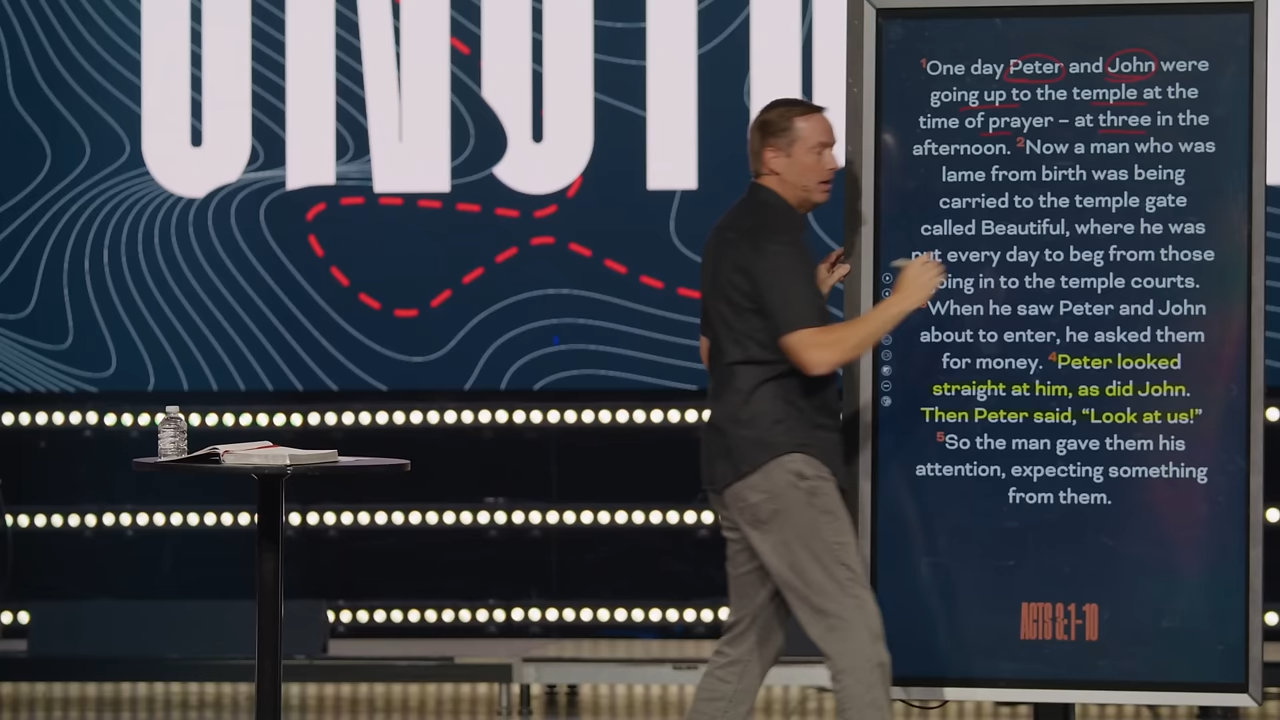 ¹One day Peter and John were
going up to the temple at the
time of prayer – at three in the
afternoon. ²Now a man who was
lame from birth was being
carried to the temple gate
called Beautiful, where he was
put every day to beg from those
going in to the temple courts.
When he saw Peter and John
about to enter, he asked them
for money. ⁴Peter looked
straight at him, as did John.
Then Peter said, “Look at us!”
⁵So the man gave them his
attention, expecting something
from them.
ACTS 3:1-10